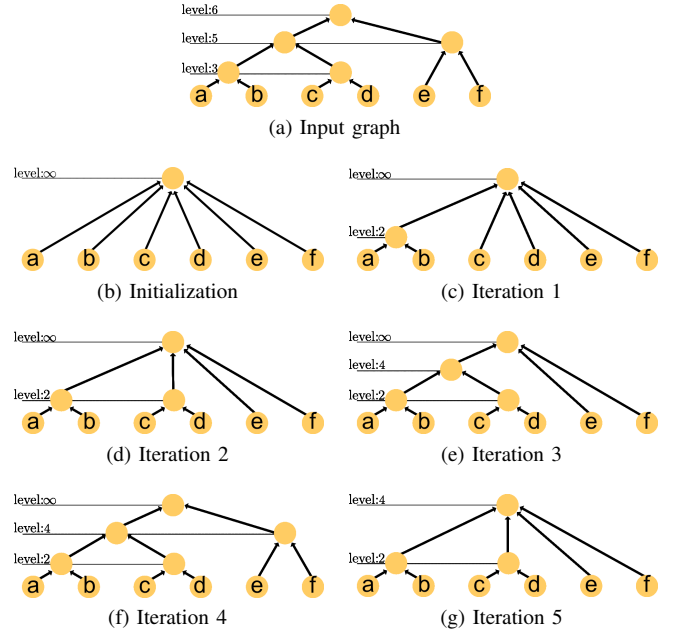 level:6
level:5
level:3
a b c d e f
(a) Input graph
level:∞
a b c d e f
(b) Initialization
level:∞
level:2
a b c d e f
(c) Iteration 1
level:∞
level:2
a b c d e f
(d) Iteration 2
level:∞
level:4
level:2
a b c d e f
(e) Iteration 3
level:∞
level:4
level:2
a b c d e f
(f) Iteration 4
level:4
level:2
a b c d e f
(g) Iteration 5